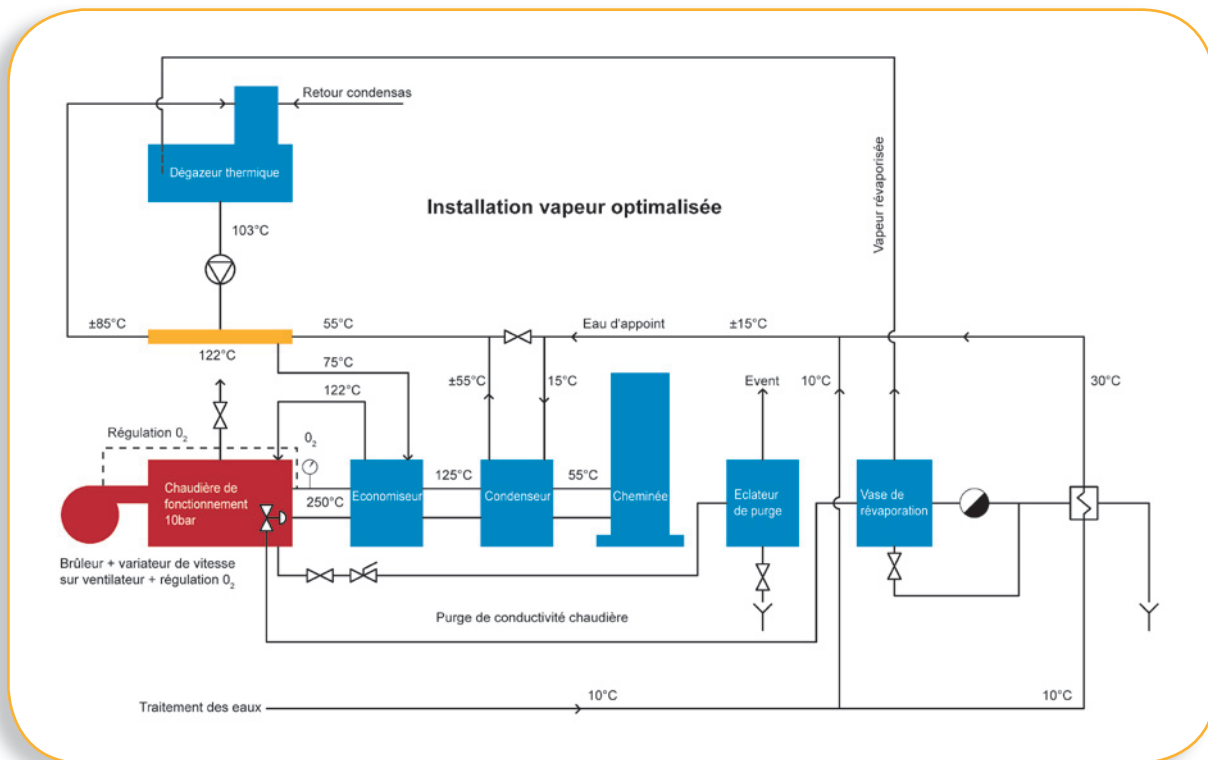 Retour condensas
Dégazeur thermique
Vapeur révaporisée
Installation vapeur optimalisée
103°C
±85°C
55°C
Eau d'appoint
±15°C
122°C
75°C
±55°C
15°C
Event
10°C
30°C
122°C
Régulation 0₂
0₂
Chaudière de
fonctionnement
10bar
250°C
Economiseur
125°C
Condenseur
55°C
Cheminée
Eclateur
de purge
Vase de
révaporation
Brûleur + variateur de vitesse
sur ventilateur + régulation 0₂
Purge de conductivité chaudière
Traitement des eaux
10°C
10°C